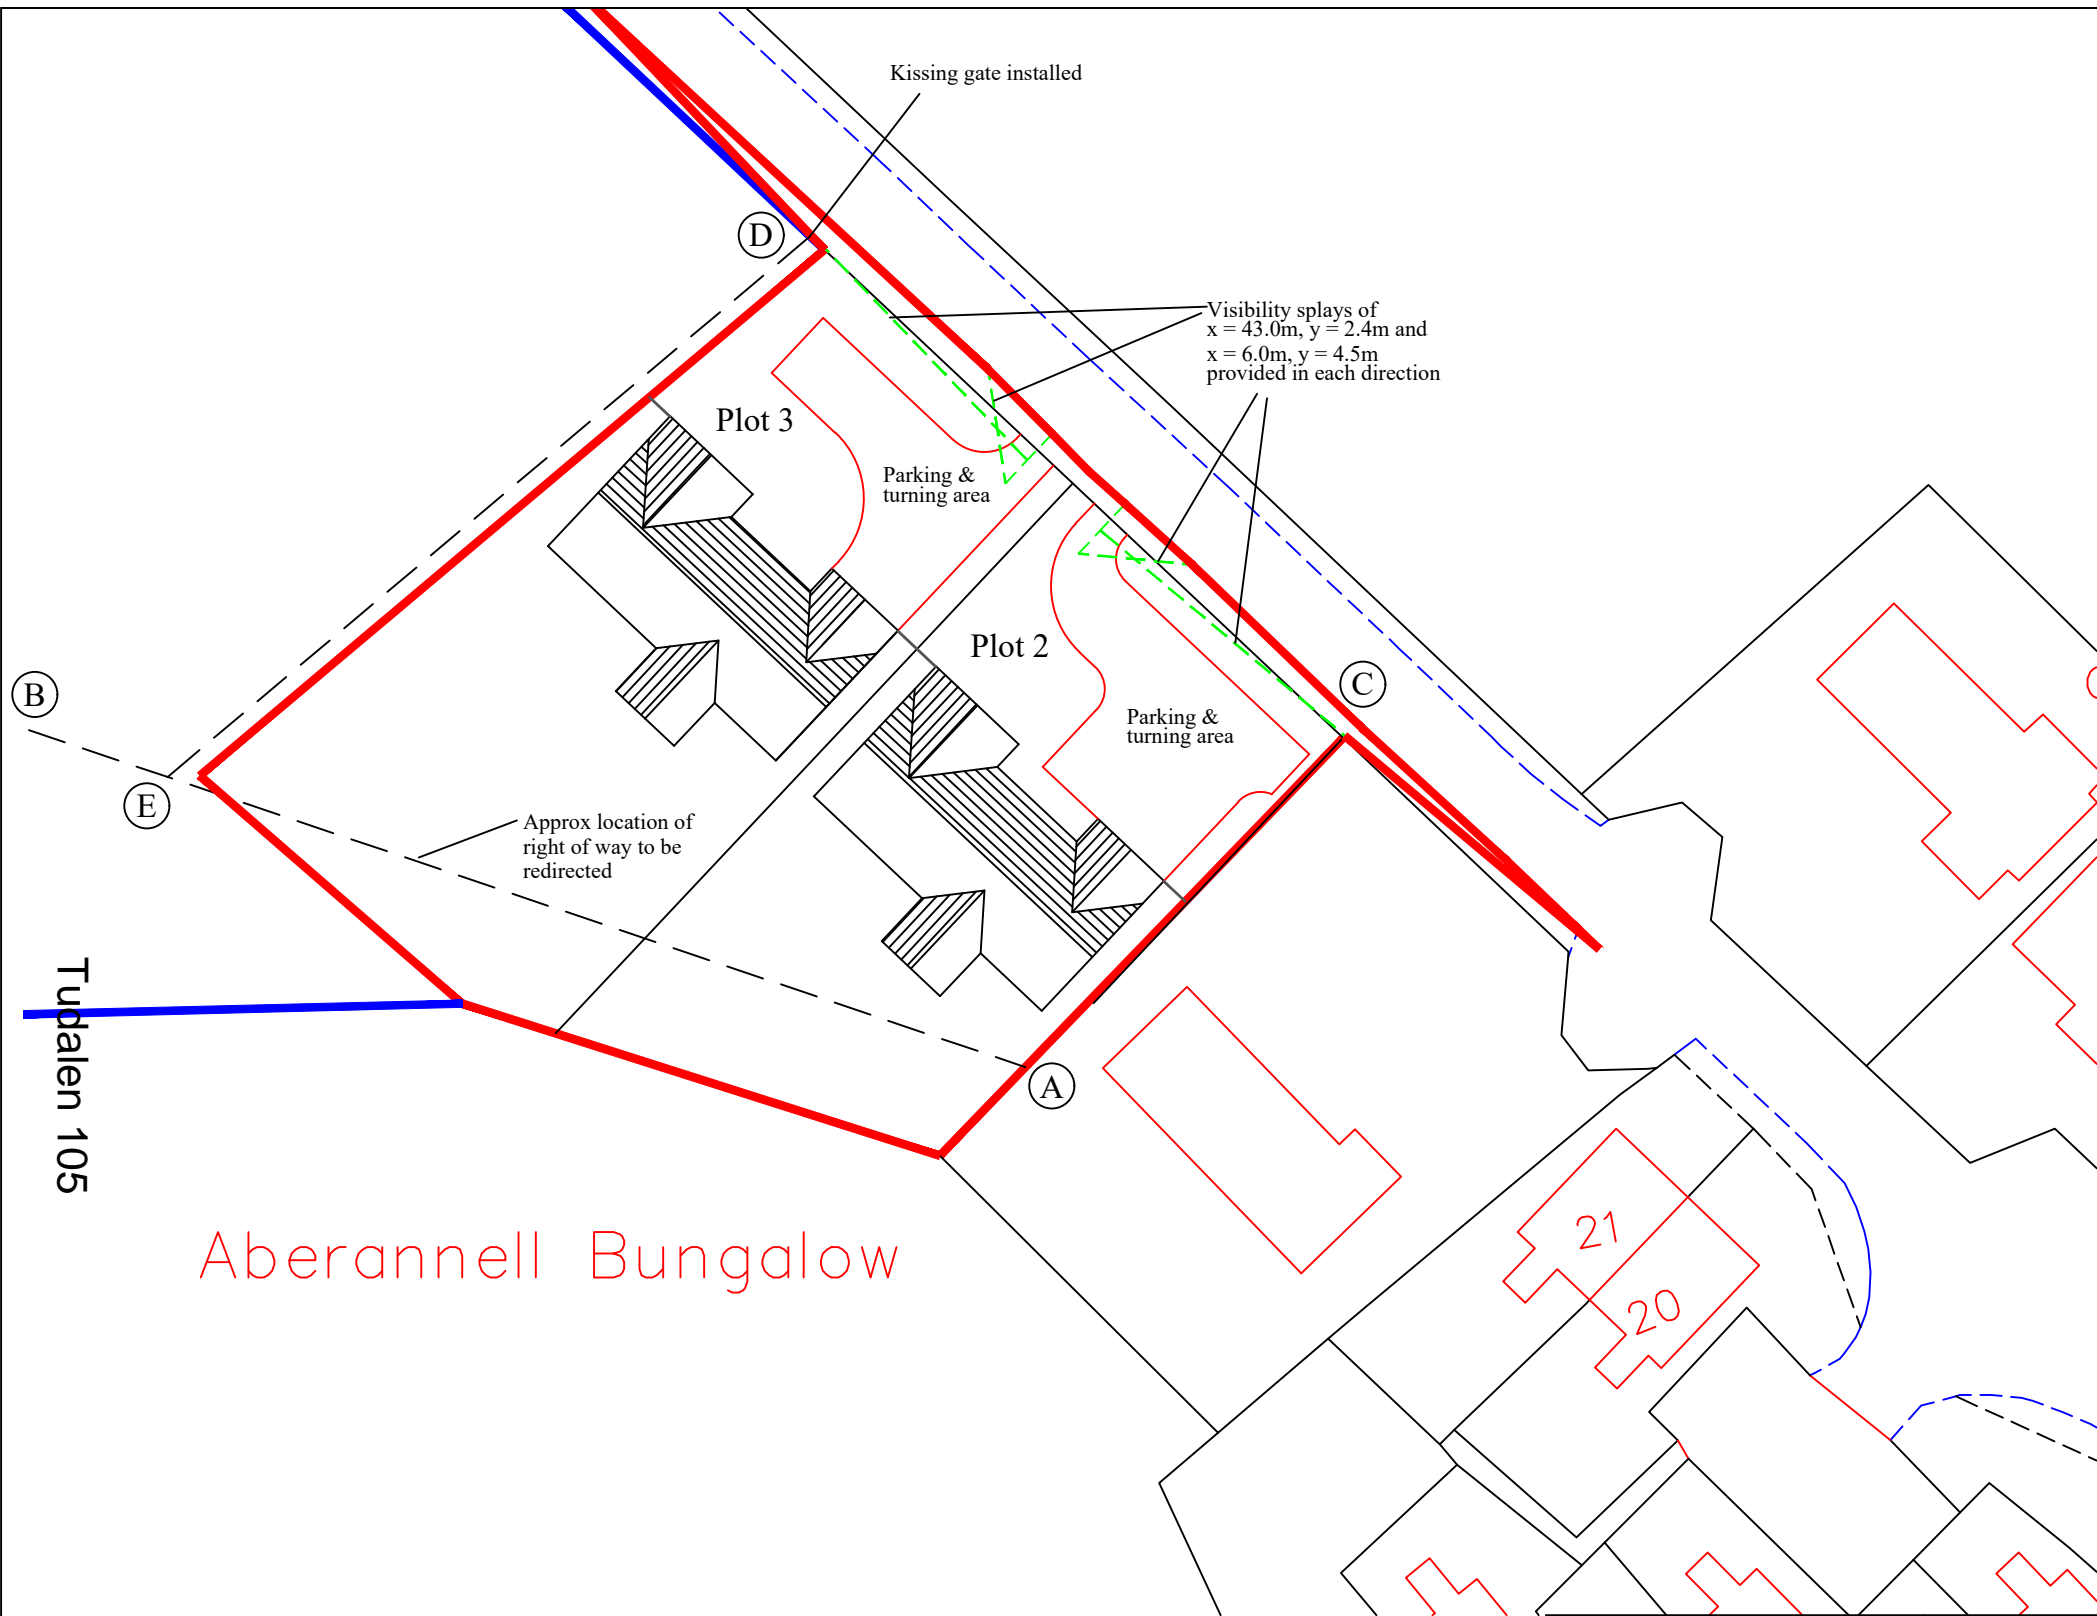 Kissing gate installed
D
Visibility splays of
x = 43.0m, y = 2.4m and
x = 6.0m, y = 4.5m
provided in each direction
Plot 3
Parking &
turning area
Plot 2
C
B
Parking &
turning area
E
Approx location of
right of way to be
redirected
Tudalen 105
A
Aberannell Bungalow
21
20